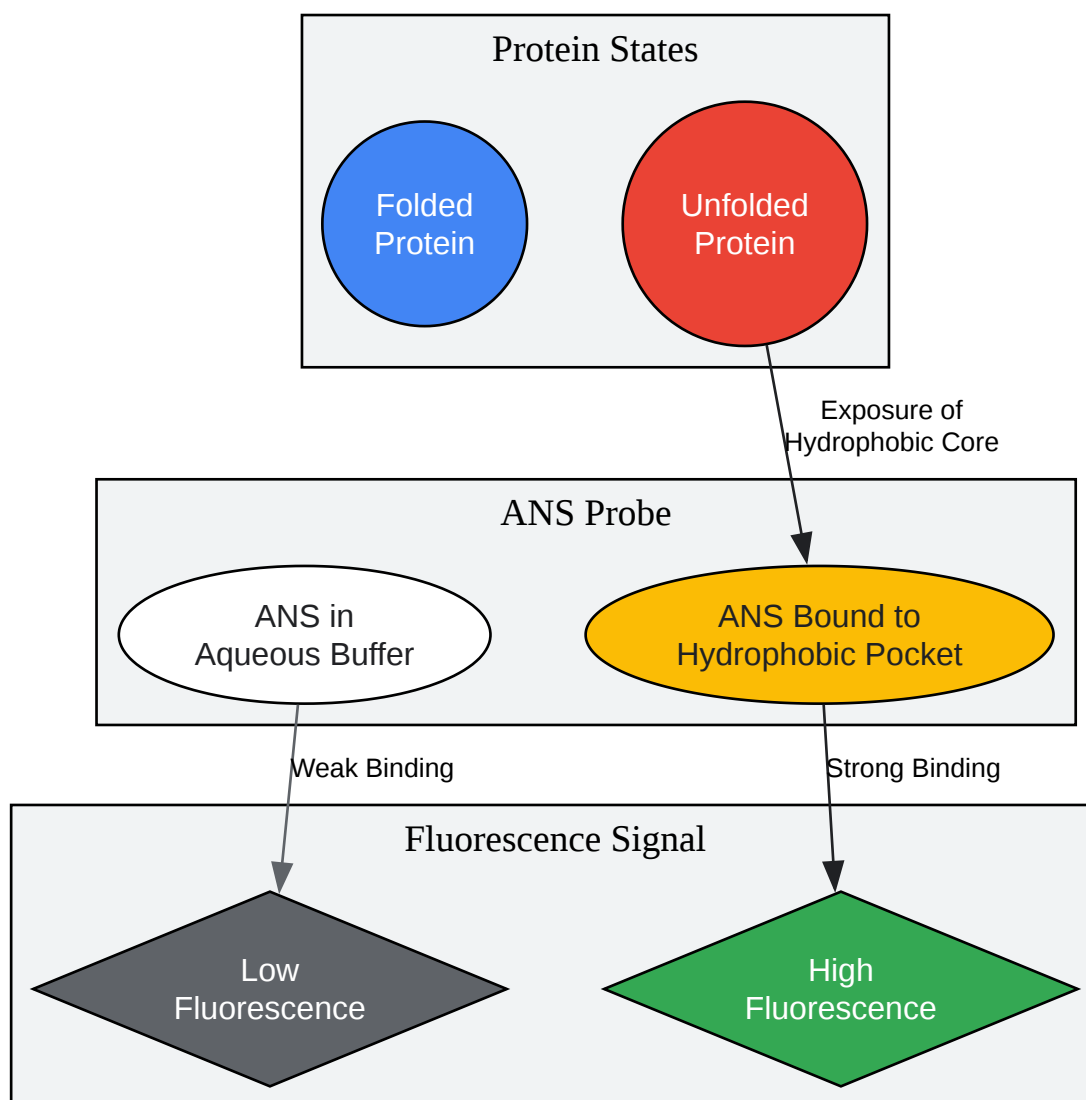 Protein States
Folded
Protein
Unfolded
Protein
Exposure of
Hydrophobic Core
ANS Probe
ANS in
Aqueous Buffer
ANS Bound to
Hydrophobic Pocket
Weak Binding
Strong Binding
Fluorescence Signal
Low
Fluorescence
High
Fluorescence